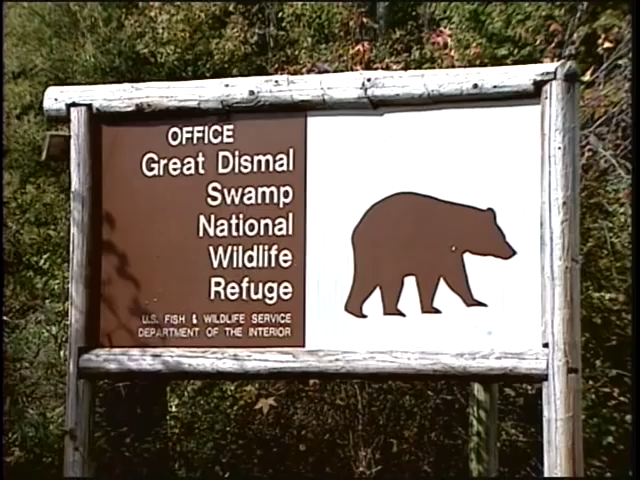 OFFICE
Great Dismal
Swamp
National
Wildlife
Refuge
U.S. FISH & WILDLIFE SERVICE
DEPARTMENT OF THE INTERIOR